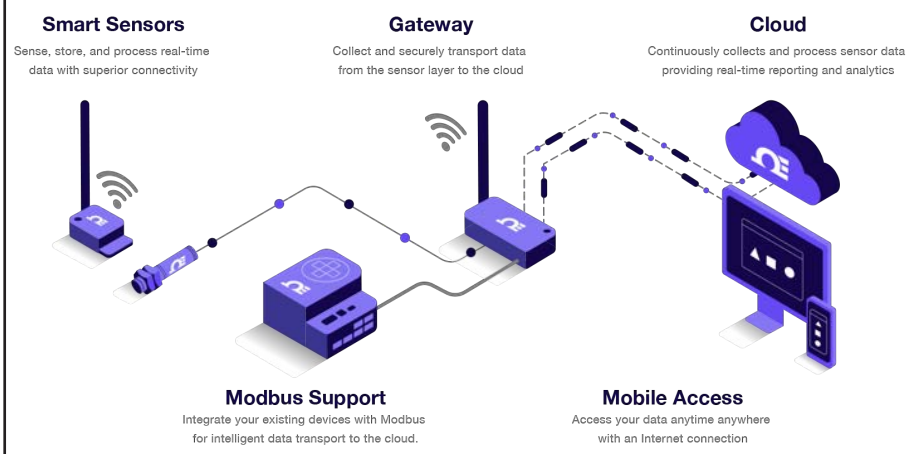 Smart Sensors
Sense, store, and process real-time
data with superior connectivity
Gateway
Collect and securely transport data
from the sensor layer to the cloud
Cloud
Continuously collects and process sensor data
providing real-time reporting and analytics
Modbus Support
Integrate your existing devices with Modbus
for intelligent data transport to the cloud.
Mobile Access
Access your data anytime anywhere
with an Internet connection